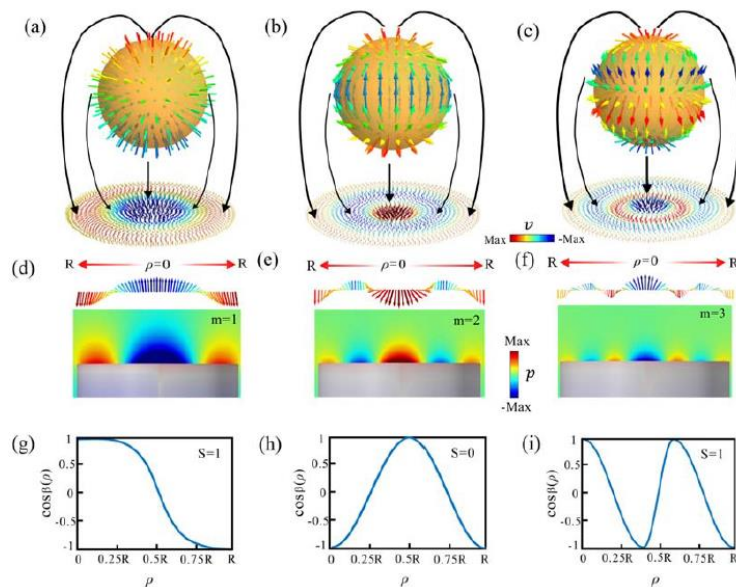 (a) (b) (c)
v
Max -Max
R ρ=0 R R ρ=0 R R ρ=0 R
(d) (e) (f)
m=1 m=2 m=3
Max
p
-Max
(g) (h) (i)
S=1 S=0 S=1
cosβ(ρ) cosβ(ρ) cosβ(ρ)
1 1 1
0.5 0.5 0.5
0 0 0
-0.5 -0.5 -0.5
-1 -1 -1
0 0.25R 0.5R 0.75R R 0 0.25R 0.5R 0.75R R 0 0.25R 0.5R 0.75R R
ρ ρ ρ